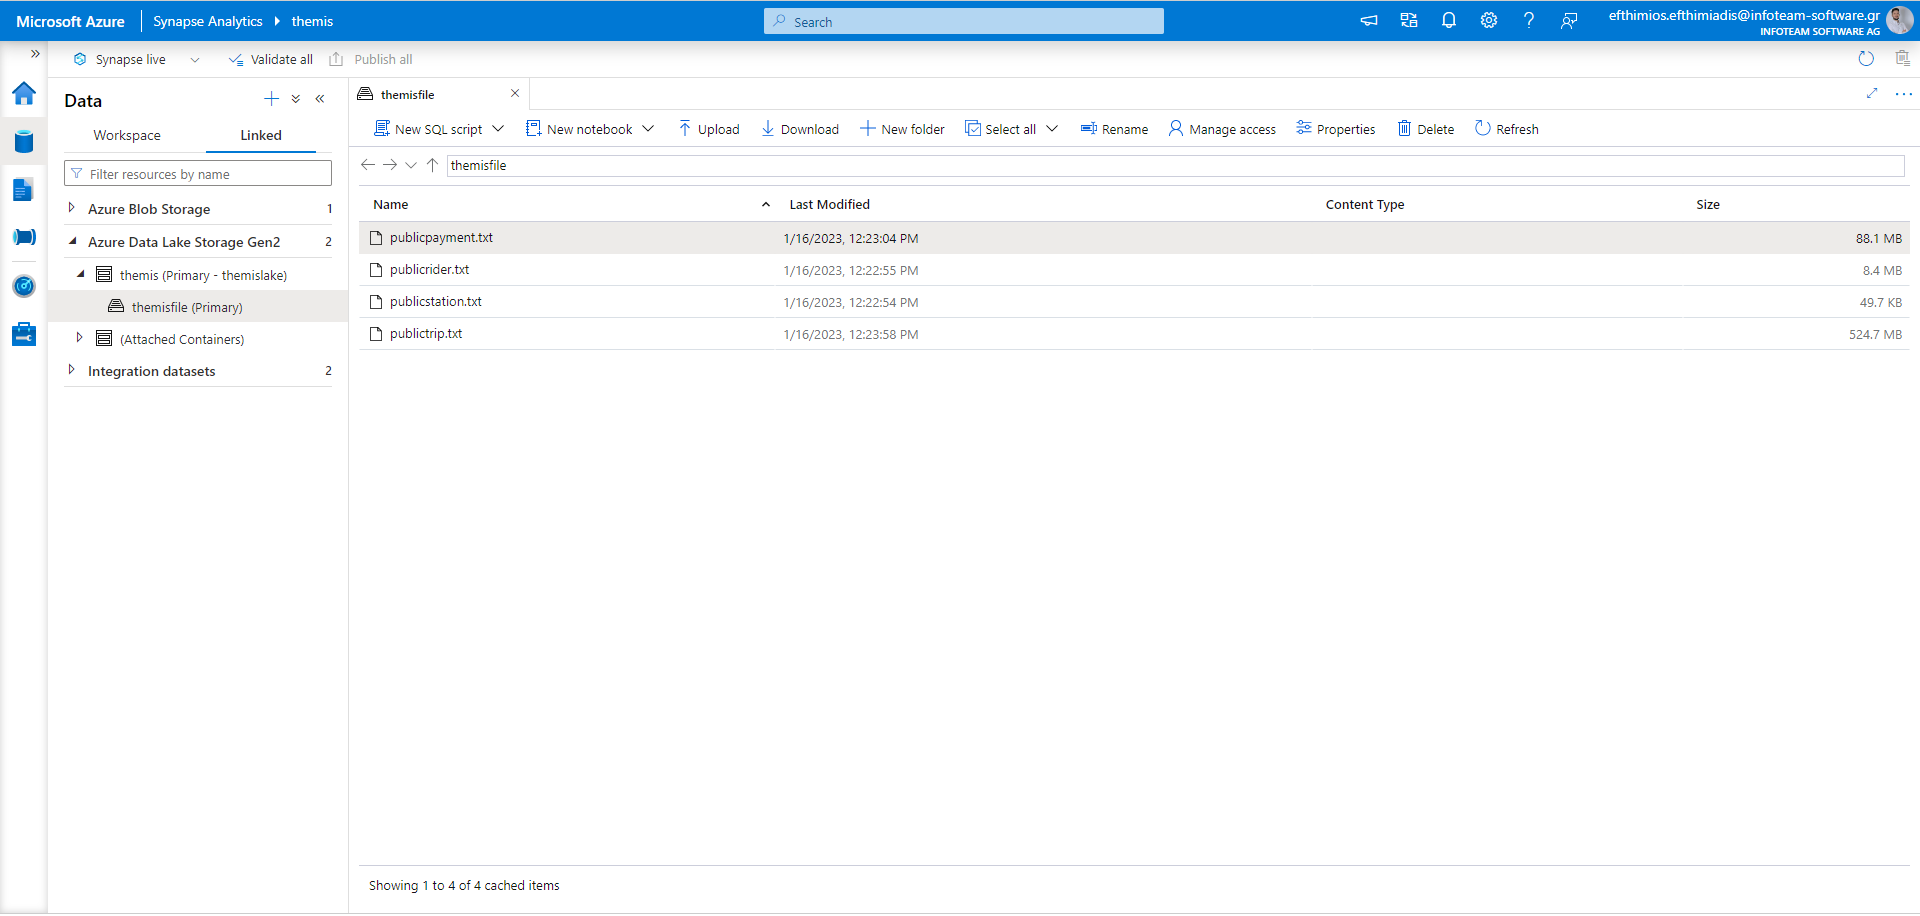 Microsoft Azure Synapse Analytics themis Search efthimios.efthimiadis@infoteam-software.gr
INFOTEAM SOFTWARE AG
Synapse live Validate all Publish all
Data
Workspace Linked
Filter resources by name
Azure Blob Storage 1
Azure Data Lake Storage Gen2 2
themis (Primary - themislake)
themisfile (Primary)
(Attached Containers)
Integration datasets 2
themisfile
New SQL script New notebook Upload Download New folder Select all Rename Manage access Properties Delete Refresh
themisfile
Name Last Modified Content Type Size
publicpayment.txt 1/16/2023, 12:23:04 PM 88.1 MB
publicrider.txt 1/16/2023, 12:22:55 PM 8.4 MB
publicstation.txt 1/16/2023, 12:22:54 PM 49.7 KB
publictrip.txt 1/16/2023, 12:23:58 PM 524.7 MB
Showing 1 to 4 of 4 cached items